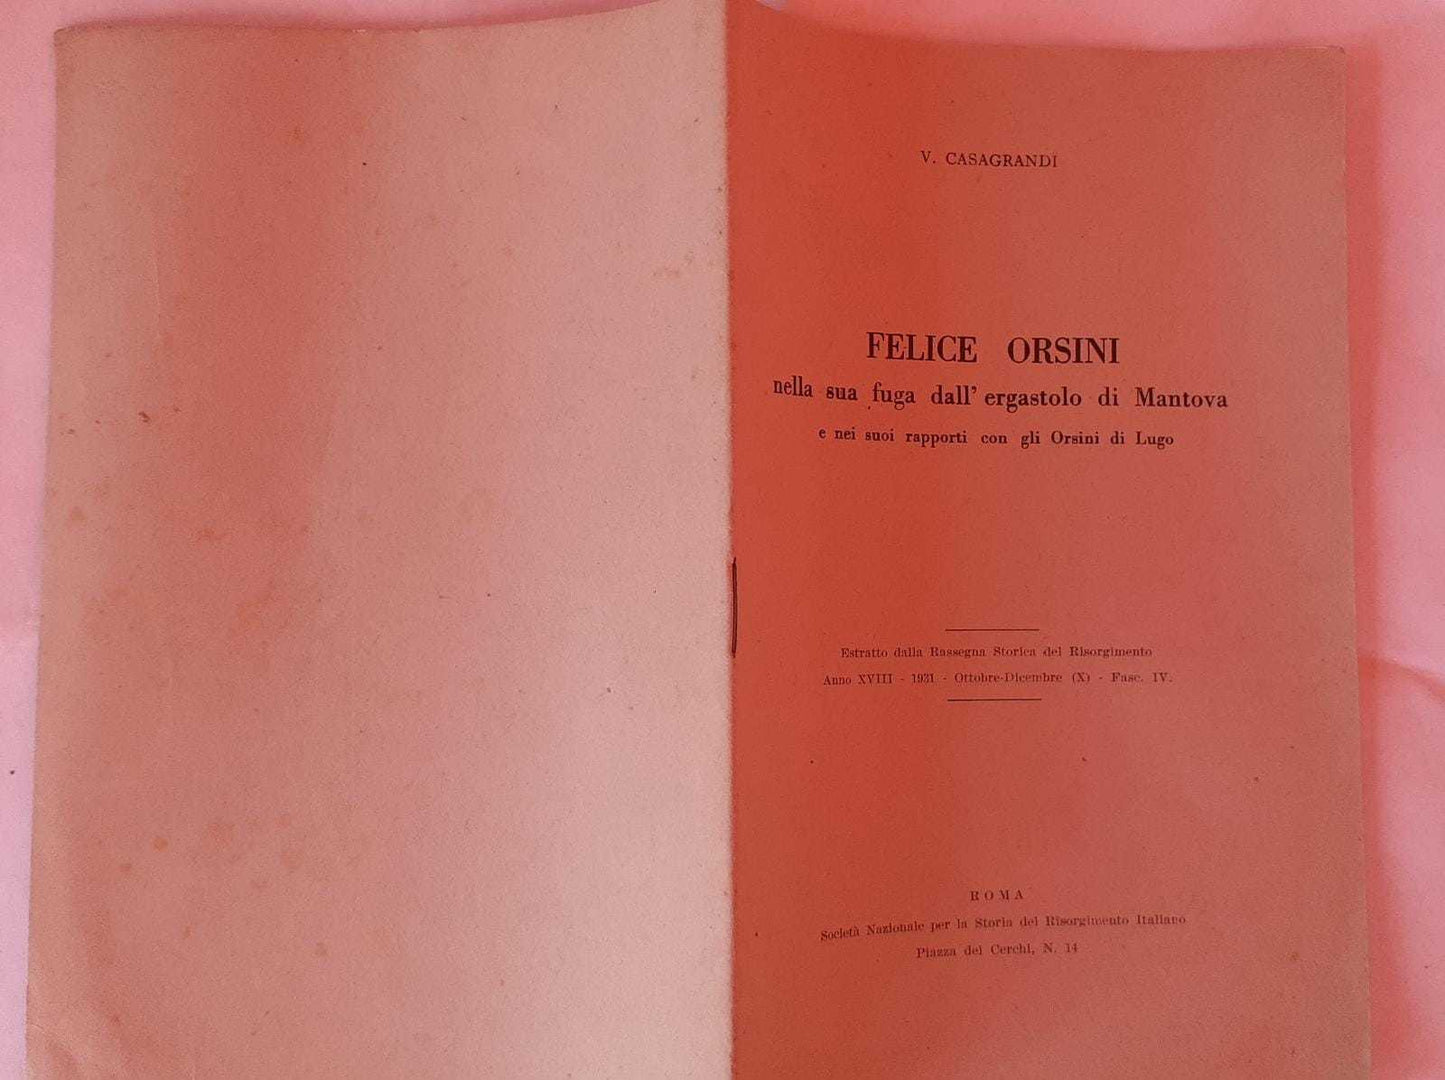 V. CASAGRANDI
FELICE ORSINI
nella sua fuga dall' ergastolo di Mantova
e nei suoi rapporti con gli Orsini di Lugo
Estratto dalla Rassegna Storica del Risorgimento
Anno XVIII - 1931 - Ottobre-Dicembre (X) - Fasc. IV.
ROMA
Società Nazionale per la Storia del Risorgimento Italiano
Piazza dei Cerchi, N. 14